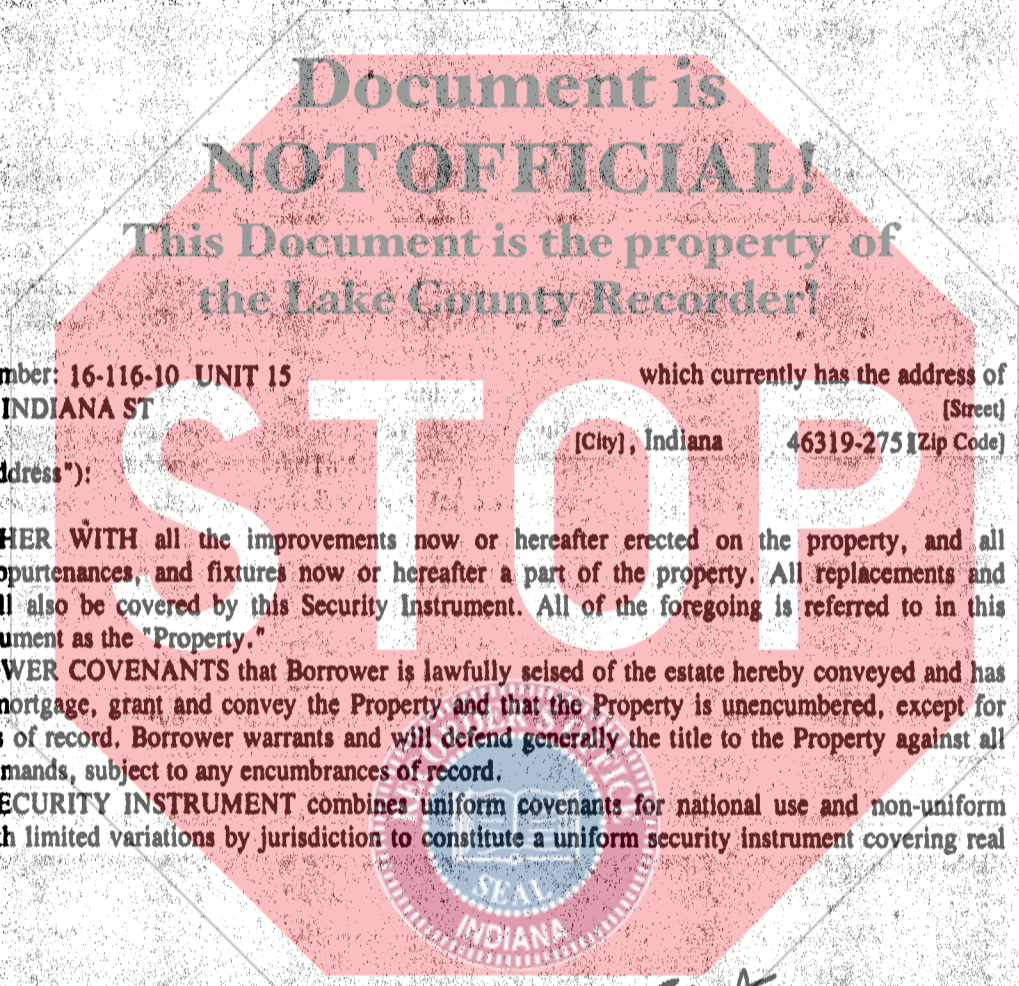 Document is
NOT OFFICIAL!
This Document is the property of
the Lake County Recorder!
mber: 16-116-10 UNIT 15 which currently has the address of
INDIANA ST [Street]
[City], Indiana 46319-2751 [Zip Code]
ddress"):
STOP
HER WITH all the improvements now or hereafter erected on the property, and all
ppurtenances, and fixtures now or hereafter a part of the property. All replacements and
ll also be covered by this Security Instrument. All of the foregoing is referred to in this
ument as the "Property."
WER COVENANTS that Borrower is lawfully seised of the estate hereby conveyed and has
mortgage, grant and convey the Property and that the Property is unencumbered, except for
s of record. Borrower warrants and will defend generally the title to the Property against all
mands, subject to any encumbrances of record.
ECURITY INSTRUMENT combines uniform covenants for national use and non-uniform
th limited variations by jurisdiction to constitute a uniform security instrument covering real
RECORDER'S OFFICE
SEAL
INDIANA